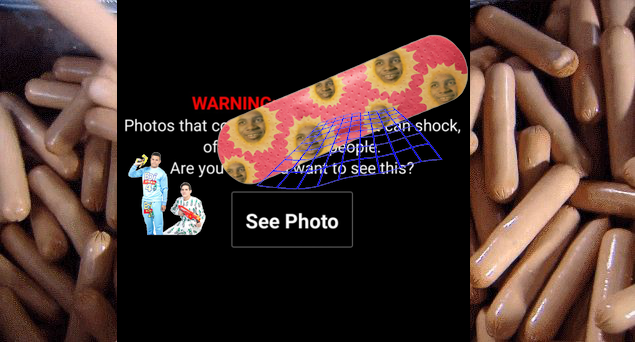 WARNING
Photos that co can shock,
of people.
Are you want to see this?
See Photo